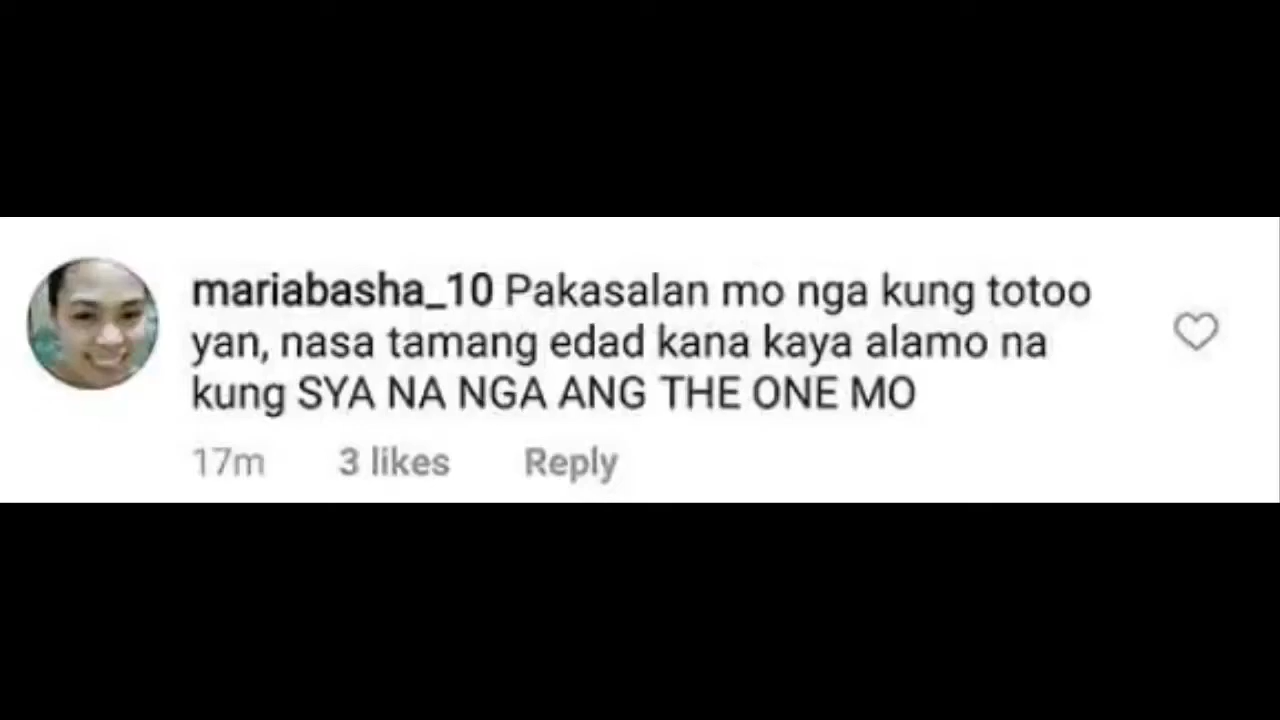 mariabasha_10 Pakasalan mo nga kung totoo
yan, nasa tamang edad kana kaya alamo na
kung SYA NA NGA ANG THE ONE MO
17m 3 likes Reply